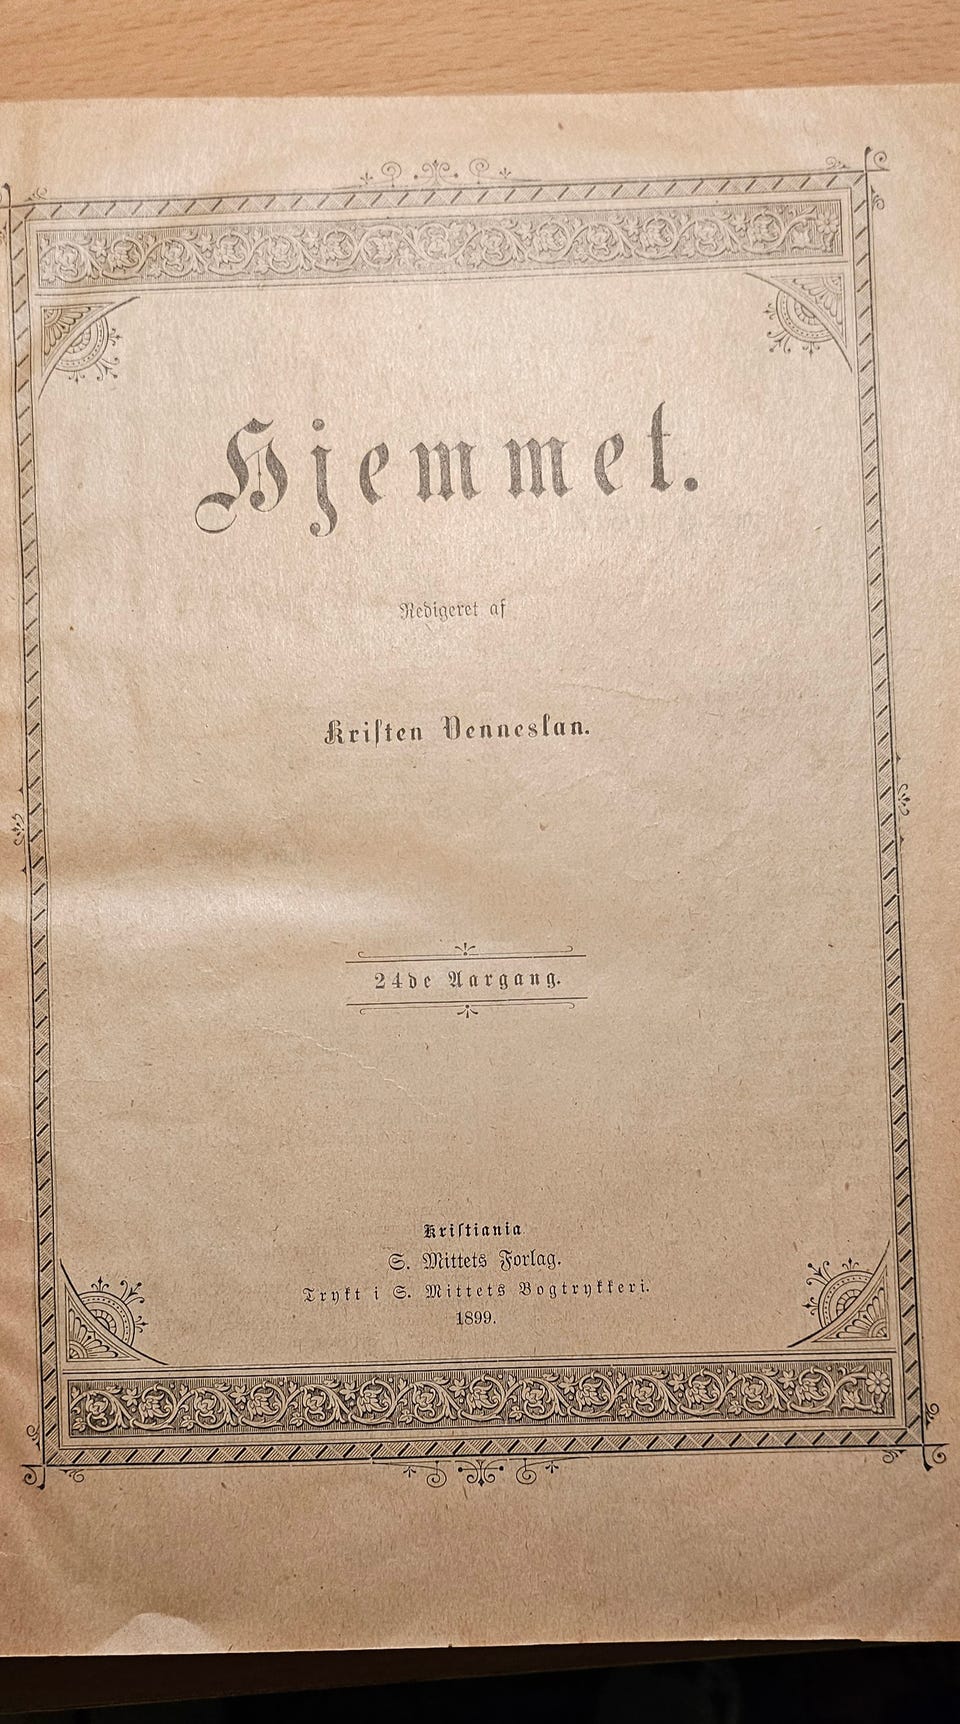 Hjemmet.
Redigeret af
Kristen Venneslan.
24de Aargang.
Kristiania
S. Mittets Forlag.
Trykt i S. Mittets Bogtrykkeri.
1899.